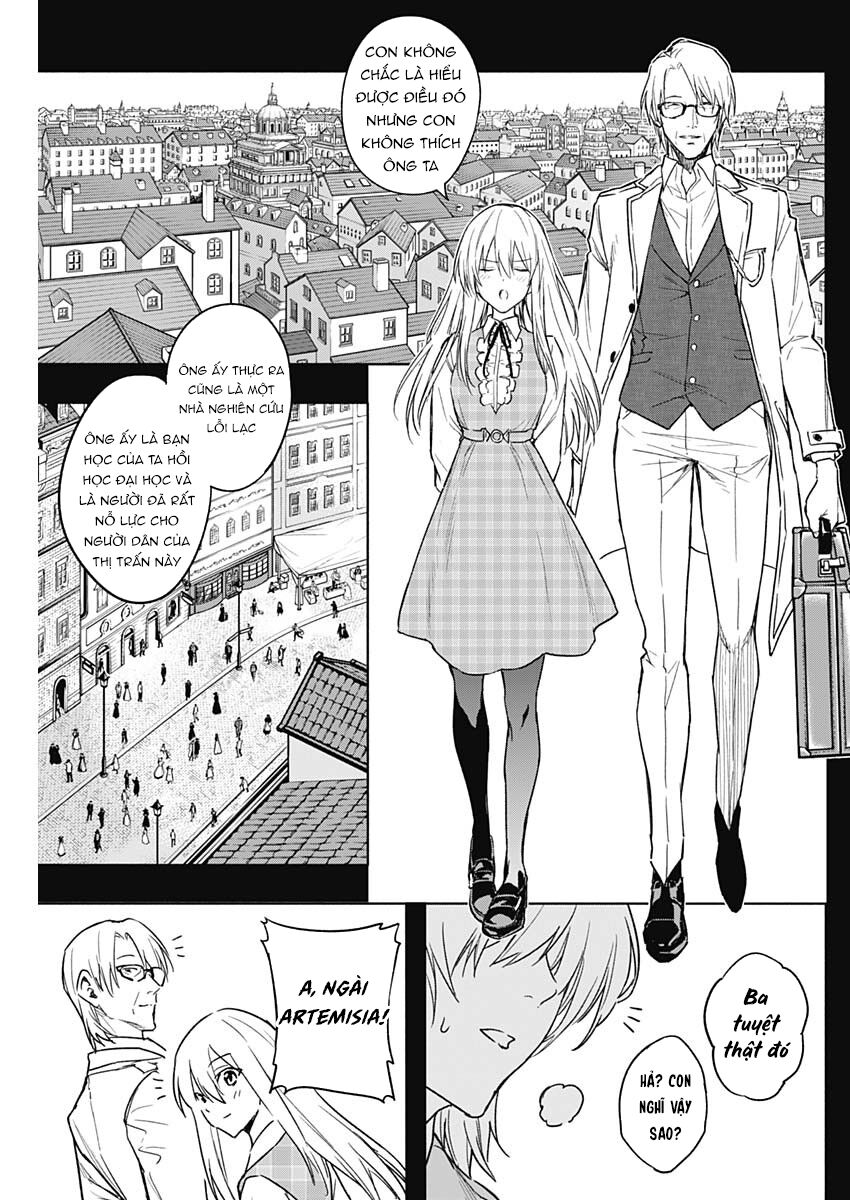 CON KHÔNG
CHẮC LÀ HIỂU
ĐƯỢC ĐIỀU ĐÓ
NHƯNG CON
KHÔNG THÍCH
ÔNG TA
ÔNG ẤY THỰC RA
CŨNG LÀ MỘT
NHÀ NGHIÊN CỨU
LỖI LẠC
ÔNG ẤY LÀ BẠN
HỌC CỦA TA HỒI
HỌC ĐẠI HỌC VÀ
LÀ NGƯỜI ĐÃ RẤT
NỖ LỰC CHO
NGƯỜI DÂN CỦA
THỊ TRẤN NÀY
Ba
tuyệt
thật đó
HẢ? CON
NGHĨ VẬY
SAO?
A, NGÀI
ARTEMISIA!